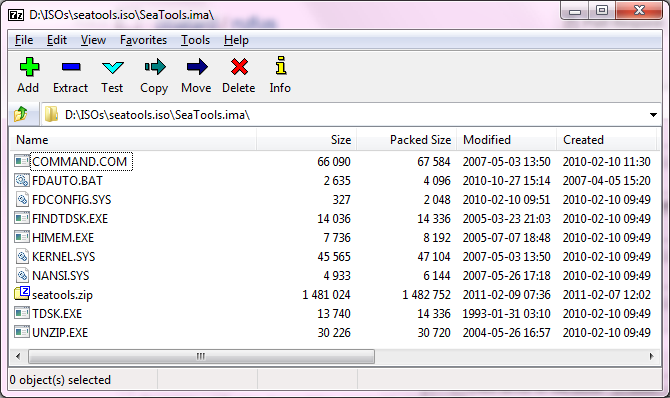 7z D:\ISOs\seatools.iso\SeaTools.ima\
File Edit View Favorites Tools Help
Add Extract Test Copy Move Delete Info
D:\ISOs\seatools.iso\SeaTools.ima\
Name Size Packed Size Modified Created
COMMAND.COM 66 090 67 584 2007-05-03 13:50 2010-02-10 11:30
FDAUTO.BAT 2 635 4 096 2010-10-27 15:14 2007-04-05 15:20
FDCONFIG.SYS 327 2 048 2010-02-10 09:51 2010-02-10 09:49
FINDTDSK.EXE 14 036 14 336 2005-03-23 21:03 2010-02-10 09:49
HIMEM.EXE 7 736 8 192 2005-07-07 18:48 2010-02-10 09:49
KERNEL.SYS 45 565 47 104 2007-05-03 13:50 2010-02-10 09:49
NANSI.SYS 4 933 6 144 2007-05-26 17:18 2010-02-10 09:49
seatools.zip 1 481 024 1 482 752 2011-02-09 07:36 2011-02-07 12:02
TDSK.EXE 13 740 14 336 1993-01-31 03:10 2010-02-10 09:49
UNZIP.EXE 30 226 30 720 2004-05-26 16:57 2010-02-10 09:49
0 object(s) selected